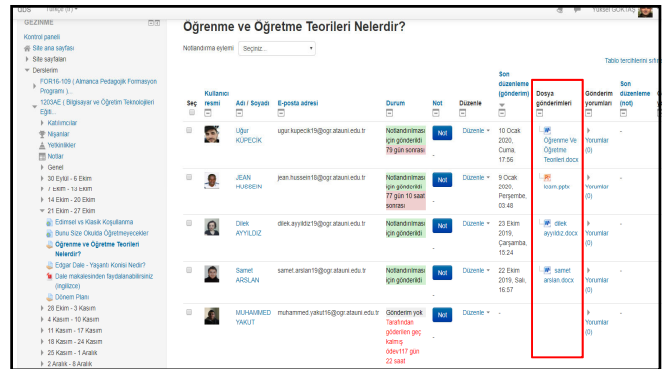 ODS Türkçe (tr)
Yüksel GÖKTAŞ
GEZİNME
Kontrol paneli
Site ana sayfası
Site sayfaları
Derslerim
FOR16-109 ( Almanca Pedagojik Formasyon
Programı )...
1203AE ( Bilgisayar ve Öğretim Teknolojileri
Eğiti...
Katılımcılar
Nişanlar
Yetkinlikler
Notlar
Genel
30 Eylül - 6 Ekim
7 Ekim - 13 Ekim
14 Ekim - 20 Ekim
21 Ekim - 27 Ekim
Edimsel ve Klasik Koşullanma
Bunu Size Okulda Öğretmeyecekler
Öğrenme ve Öğretme Teorileri
Nelerdir?
Edgar Dale - Yaşantı Konisi Nedir?
Dale makalesinden faydalanabilirsiniz
(ingilizce)
Dönem Planı
28 Ekim - 3 Kasım
4 Kasım - 10 Kasım
11 Kasım - 17 Kasım
18 Kasım - 24 Kasım
25 Kasım - 1 Aralık
2 Aralık - 8 Aralık
Öğrenme ve Öğretme Teorileri Nelerdir?
Notlandırma eylemi Seçiniz...
Tablo tercihlerini sıfırl
Seç
Kullanıcı
resmi
Adı / Soyadı
E-posta adresi
Durum
Not
Düzenle
Son
düzenleme
(gönderim)
Dosya
gönderimleri
Gönderim
yorumları
Son
düzenleme
(not)
Uğur
KÜPECİK
ugur.kupecik19@ogr.atauni.edu.tr
Notlandırılması
için gönderildi
79 gün sonrası
Not
-
Düzenle
10 Ocak
2020,
Cuma,
17:56
Öğrenme Ve
Öğretme
Teorileri.docx
Yorumlar
(0)
-
JEAN
HUSSEIN
jean.hussein18@ogr.atauni.edu.tr
Notlandırılması
için gönderildi
77 gün 10 saat
sonrası
Not
-
Düzenle
9 Ocak
2020,
Perşembe,
03:48
Yorumlar
(0)
-
Dilek
AYYILDIZ
dilek.ayyildiz19@ogr.atauni.edu.tr
Notlandırılması
için gönderildi
Not
-
Düzenle
23 Ekim
2019,
Çarşamba,
15:24
dilek
ayyıldız.docx
Yorumlar
(0)
-
Samet
ARSLAN
samet.arslan19@ogr.atauni.edu.tr
Notlandırılması
için gönderildi
Not
-
Düzenle
22 Ekim
2019, Salı,
16:57
samet
arslan.docx
Yorumlar
(0)
-
MUHAMMED
YAKUT
muhammed.yakut16@ogr.atauni.edu.tr
Gönderim yok
Tarafından
gönderilen geç
kalmış
ödev117 gün
22 saat
Not
-
Düzenle
-
Yorumlar
(0)
-